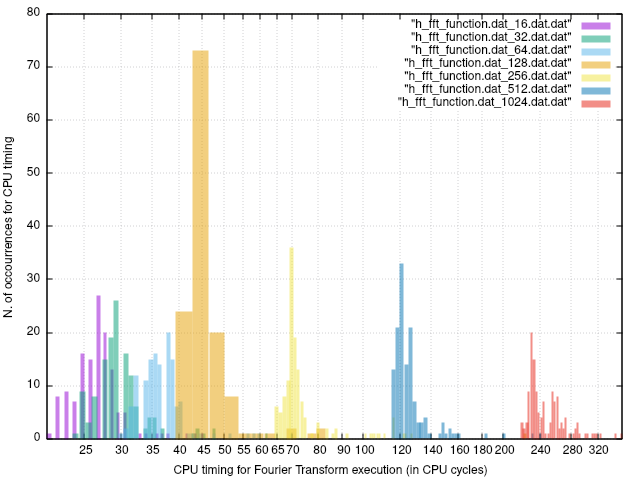 80
70
60
50
40
30
20
10
0
N. of occourrences for CPU timing
"h_fft_function.dat_16.dat.dat"
"h_fft_function.dat_32.dat.dat"
"h_fft_function.dat_64.dat.dat"
"h_fft_function.dat_128.dat.dat"
"h_fft_function.dat_256.dat.dat"
"h_fft_function.dat_512.dat.dat"
"h_fft_function.dat_1024.dat.dat"
25 30 35 40 45 50 55 60 65 70 80 90 100 120 140 160 180 200 240 280 320
CPU timing for Fourier Transform execution (in CPU cycles)